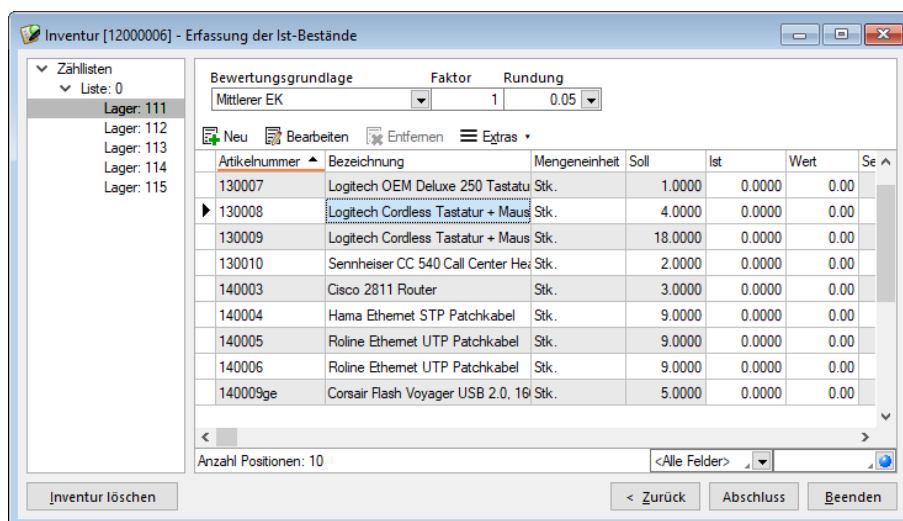 Inventur [12000006] - Erfassung der Ist-Bestände
Zähllisten
Liste: 0
Lager: 111
Lager: 112
Lager: 113
Lager: 114
Lager: 115
Bewertungsgrundlage Faktor Rundung
Mittlerer EK 1 0.05
Neu Bearbeiten Entfernen Extras
Artikelnummer Bezeichnung Mengeneinheit Soll Ist Wert Se
130007 Logitech OEM Deluxe 250 Tastatu Stk. 1.0000 0.0000 0.00
130008 Logitech Cordless Tastatur + Maus Stk. 4.0000 0.0000 0.00
130009 Logitech Cordless Tastatur + Maus Stk. 18.0000 0.0000 0.00
130010 Sennheiser CC 540 Call Center Hea Stk. 2.0000 0.0000 0.00
140003 Cisco 2811 Router Stk. 3.0000 0.0000 0.00
140004 Hama Ethernet STP Patchkabel Stk. 9.0000 0.0000 0.00
140005 Roline Ethernet UTP Patchkabel Stk. 9.0000 0.0000 0.00
140006 Roline Ethernet UTP Patchkabel Stk. 9.0000 0.0000 0.00
140009ge Corsair Flash Voyager USB 2.0, 16 Stk. 5.0000 0.0000 0.00
Anzahl Positionen: 10 <Alle Felder>
Inventur löschen < Zurück Abschluss Beenden